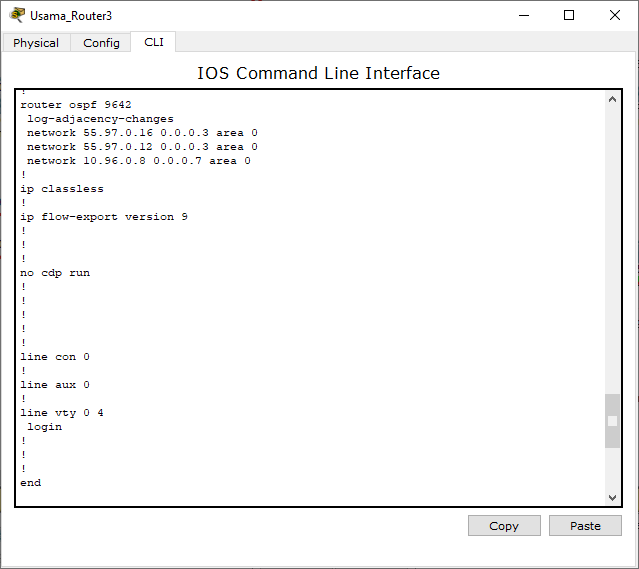 Usama_Router3
Physical Config CLI
IOS Command Line Interface
!
router ospf 9642
 log-adjacency-changes
 network 55.97.0.16 0.0.0.3 area 0
 network 55.97.0.12 0.0.0.3 area 0
 network 10.96.0.8 0.0.0.7 area 0
!
ip classless
!
ip flow-export version 9
!
!
!
no cdp run
!
!
!
!
!
line con 0
!
line aux 0
!
line vty 0 4
 login
!
!
!
end
Copy Paste